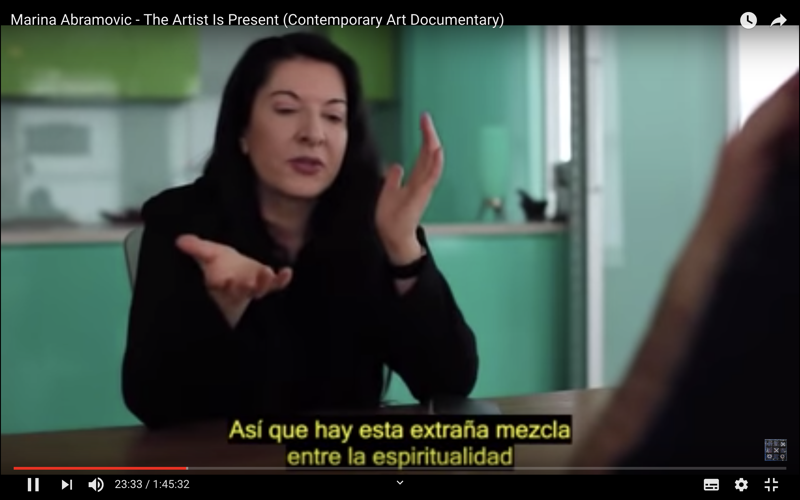 Marina Abramovic - The Artist Is Present (Contemporary Art Documentary)
Así que hay esta extraña mezcla
entre la espiritualidad
23:33 / 1:45:32